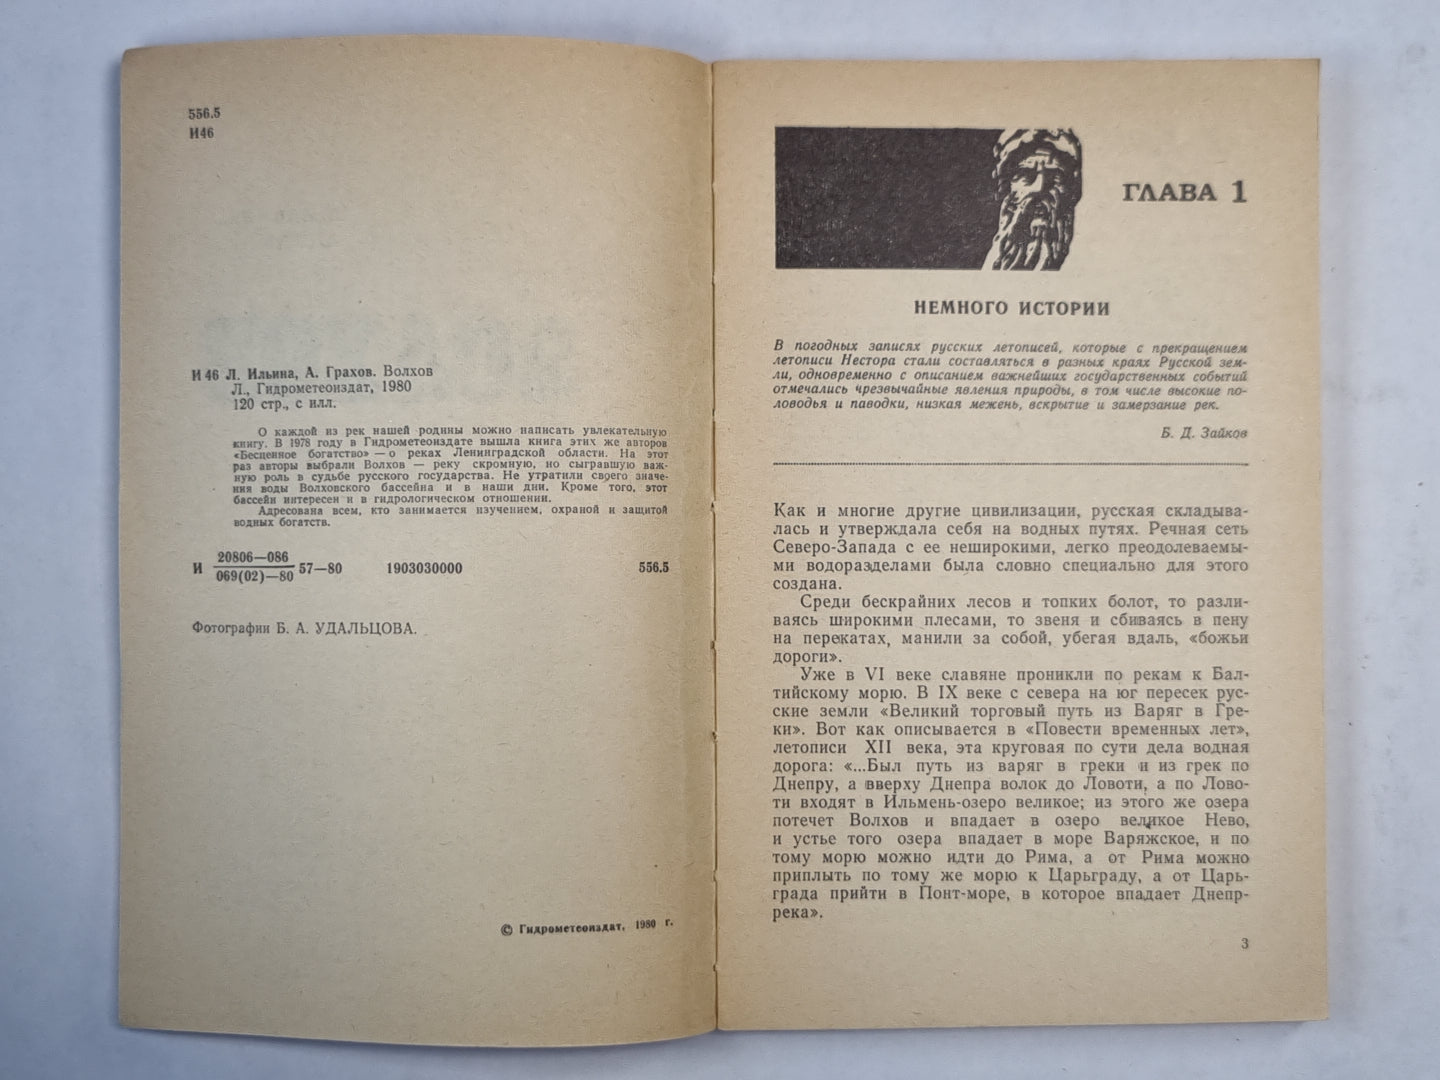 556.5
И46
И 46 Л. Ильина, А. Грахов. Волхов
Л., Гидрометеоиздат, 1980
120 стр., с илл.
О каждой из рек нашей родины можно написать увлекательную
книгу. В 1978 году в Гидрометеоиздате вышла книга этих же авторов
«Бесценное богатство» — о реках Ленинградской области. На этот
раз авторы выбрали Волхов — реку скромную, но сыгравшую важ-
ную роль в судьбе русского государства. Не утратили своего значе-
ния воды Волховского бассейна и в наши дни. Кроме того, этот
бассейн интересен и в гидрологическом отношении.
Адресована всем, кто занимается изучением, охраной и защитой
водных богатств.
И 20806—086
069(02)—80 57—80 1903030000 556.5
Фотографии Б. А. УДАЛЬЦОВА.
© Гидрометеоиздат, 1980 г.
ГЛАВА 1
НЕМНОГО ИСТОРИИ
В погодных записях русских летописей, которые с прекращением
летописи Нестора стали составляться в разных краях Русской зем-
ли, одновременно с описанием важнейших государственных событий
отмечались чрезвычайные явления природы, в том числе высокие по-
ловодья и паводки, низкая межень, вскрытие и замерзание рек.
Б. Д. Зайков
Как и многие другие цивилизации, русская складыва-
лась и утверждала себя на водных путях. Речная сеть
Северо-Запада с ее неширокими, легко преодолеваемы-
ми водоразделами была словно специально для этого
создана.
Среди бескрайних лесов и топких болот, то разли-
ваясь широкими плесами, то звеня и сбиваясь в пену
на перекатах, манили за собой, убегая вдаль, «божьи
дороги».
Уже в VI веке славяне проникли по рекам к Бал-
тийскому морю. В IX веке с севера на юг пересек рус-
ские земли «Великий торговый путь из Варяг в Гре-
ки». Вот как описывается в «Повести временных лет»,
летописи XII века, эта круговая по сути дела водная
дорога: «...Был путь из варяг в греки и из грек по
Днепру, а вверху Днепра волок до Ловоти, а по Лово-
ти входят в Ильмень-озеро великое; из этого же озера
потечет Волхов и впадает в озеро великое Нево,
и устье того озера впадает в море Варяжское, и по
тому морю можно идти до Рима, а от Рима можно
приплыть по тому же морю к Царьграду, а от Царь-
града прийти в Понт-море, в которое впадает Днепр-
река».
3